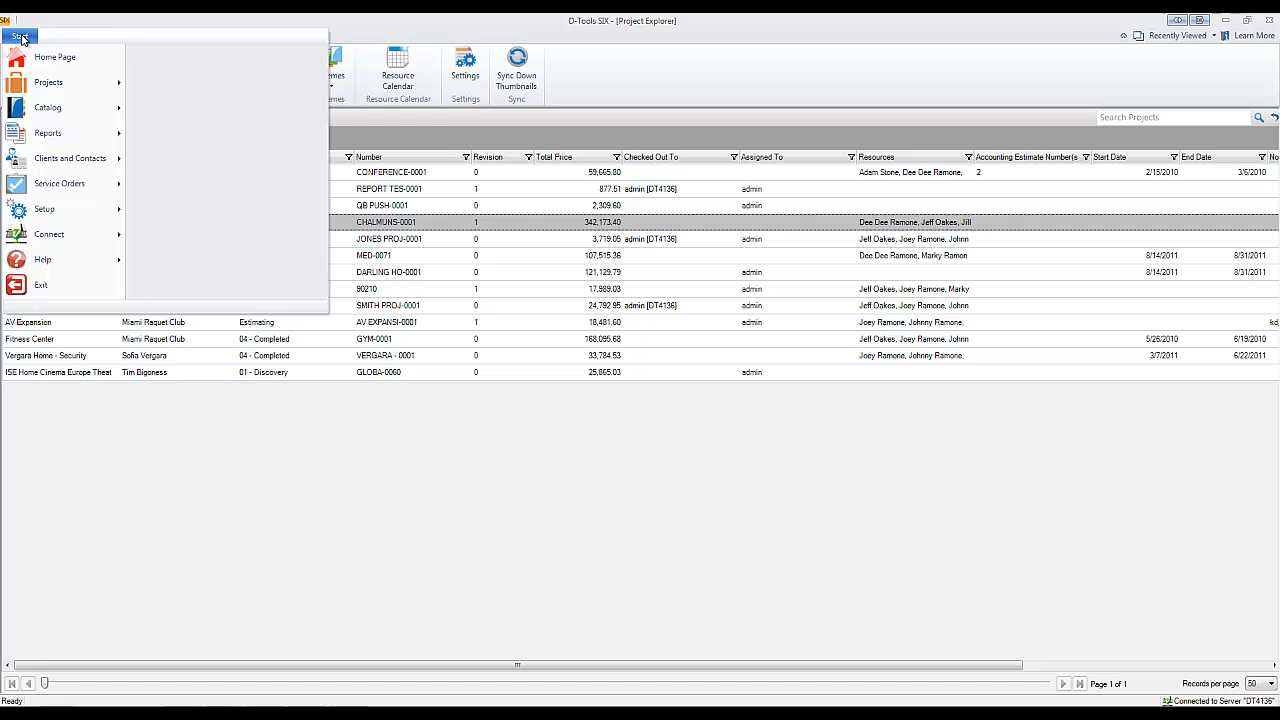 SIX
D-Tools SIX - [Project Explorer]
Recently Viewed
Learn More
Home Page
Projects
Catalog
Reports
Clients and Contacts
Service Orders
Setup
Connect
Help
Exit
Resource Calendar
Settings
Sync Down Thumbnails
Resource Calendar
Settings
Sync
Search Projects
Number Revision Total Price Checked Out To Assigned To Resources Accounting Estimate Number(s Start Date End Date
CONFERENCE-0001 0 59,665.80 Adam Stone, Dee Dee Ramone, 2 2/15/2010 3/6/2010
REPORT TES-0001 1 877.51 admin [DT4136] admin
QB PUSH-0001 0 2,309.60 admin
CHALMUNS-0001 1 342,173.40 Dee Dee Ramone, Jeff Oakes, Jill
JONES PROJ-0001 0 3,719.05 admin [DT4136] Jeff Oakes, Joey Ramone, Johnn
MED-0071 0 107,515.36 Dee Dee Ramone, Marky Ramon 8/14/2011 8/31/2011
DARLING HO-0001 0 121,129.79 admin 8/14/2011 8/31/2011
90210 1 17,989.03 admin Jeff Oakes, Joey Ramone, Marky
SMITH PROJ-0001 0 24,792.95 admin [DT4136] admin Jeff Oakes, Joey Ramone, Johnn
AV Expansion Miami Raquet Club Estimating AV EXPANSI-0001 1 18,481.60 admin Joey Ramone, Johnny Ramone,
Fitness Center Miami Raquet Club 04 - Completed GYM-0001 0 168,095.68 Jeff Oakes, Joey Ramone, Johnn 5/26/2010 6/19/2010
Vergara Home - Security Sofia Vergara 04 - Completed VERGARA - 0001 0 33,784.53 Joey Ramone, Johnny Ramone, 3/7/2011 6/22/2011
ISE Home Cinema Europe Theat Tim Bigoness 01 - Discovery GLOBA-0060 0 25,865.03 admin
Page 1 of 1
Records per page 50
Ready
Connected to Server "DT4136"